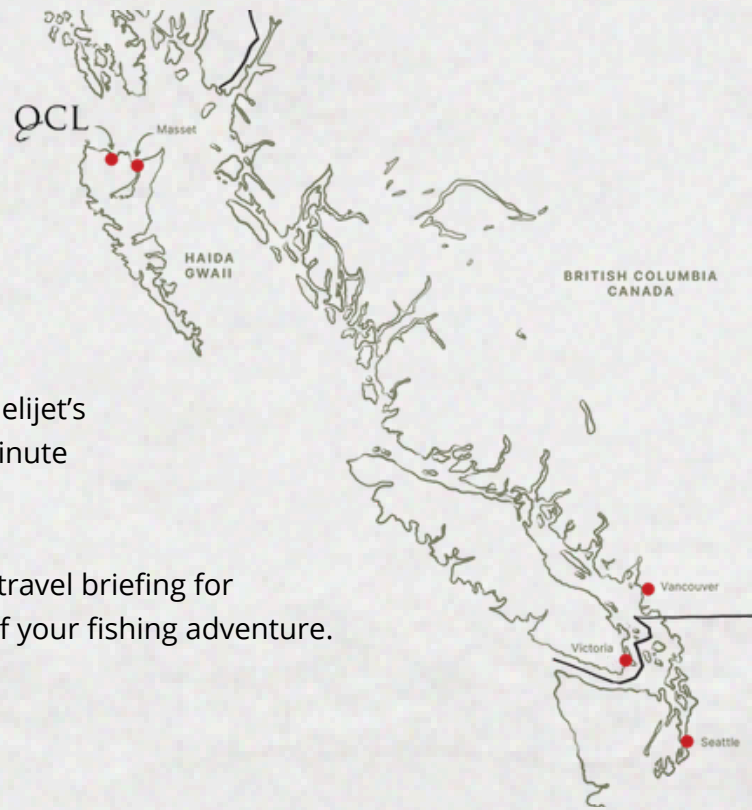 QCL
Masset
HAIDA
GWAII
BRITISH COLUMBIA
CANADA
elijet’s
inute
travel briefing for
f your fishing adventure.
Vancouver
Victoria
Seattle